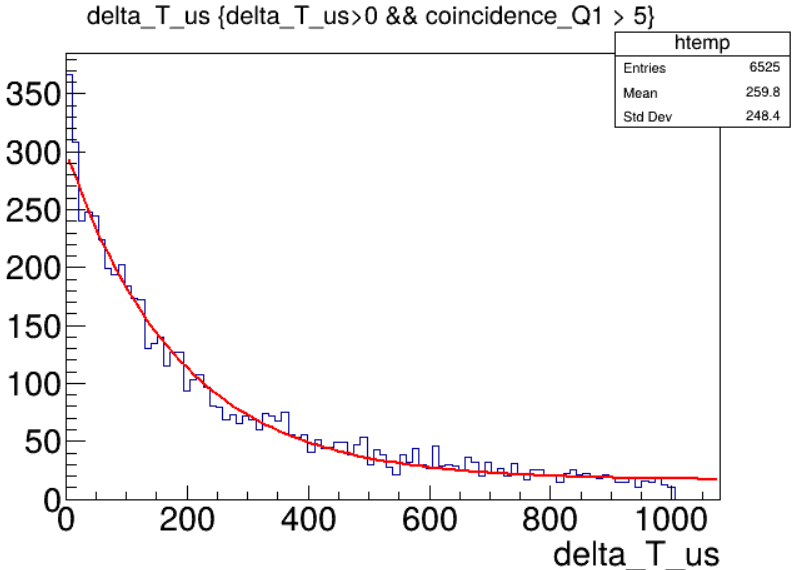 delta_T_us {delta_T_us>0 && coincidence_Q1 > 5}
htemp
Entries 6525
Mean 259.8
Std Dev 248.4
350
300
250
200
150
100
50
0
0 200 400 600 800 1000
delta_T_us